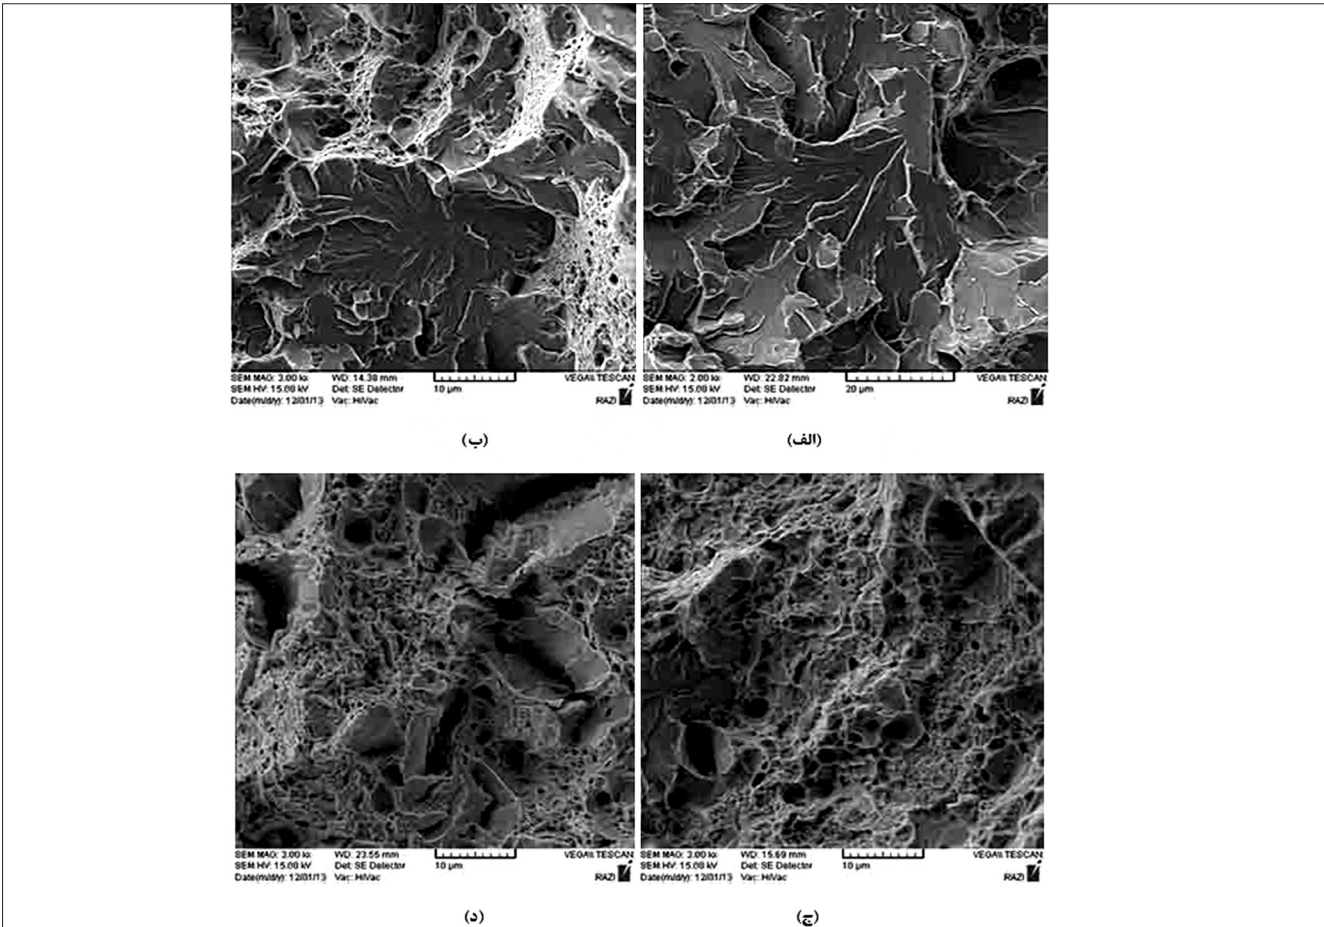 SEM MAG: 3.00 kx WD: 14.38 mm 10 µm VEGA\\ TESCAN
SEM HV: 15.00 kV Det: SE Detector
Date(m/d/y): 12/01/13 Vac: HiVac RAZI
(ب)
SEM MAG: 2.00 kx WD: 22.82 mm 20 µm VEGA\\ TESCAN
SEM HV: 15.00 kV Det: SE Detector
Date(m/d/y): 12/01/13 Vac: HiVac RAZI
(الف)
SEM MAG: 3.00 kx WD: 23.55 mm 10 µm VEGA\\ TESCAN
SEM HV: 15.00 kV Det: SE Detector
Date(m/d/y): 12/01/13 Vac: HiVac RAZI
(د)
SEM MAG: 3.00 kx WD: 15.69 mm 10 µm VEGA\\ TESCAN
SEM HV: 15.00 kV Det: SE Detector
Date(m/d/y): 12/01/13 Vac: HiVac RAZI
(ج)